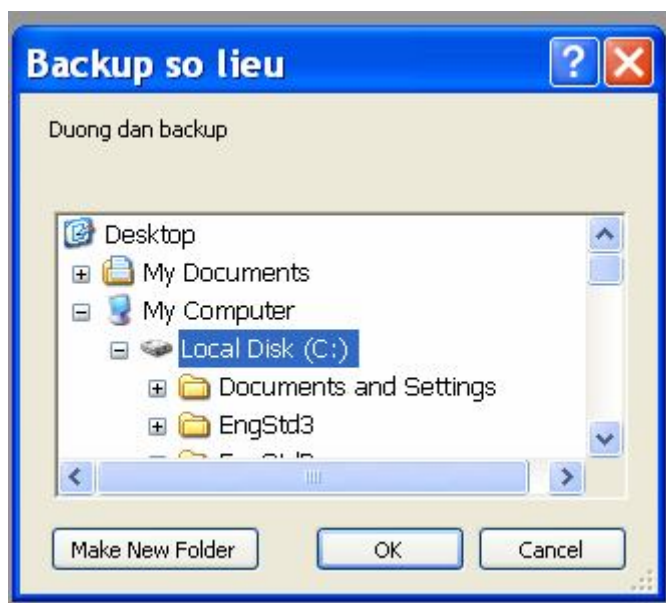 Backup so lieu
Duong dan backup
Desktop
My Documents
My Computer
Local Disk (C:)
Documents and Settings
EngStd3
Make New Folder
OK
Cancel